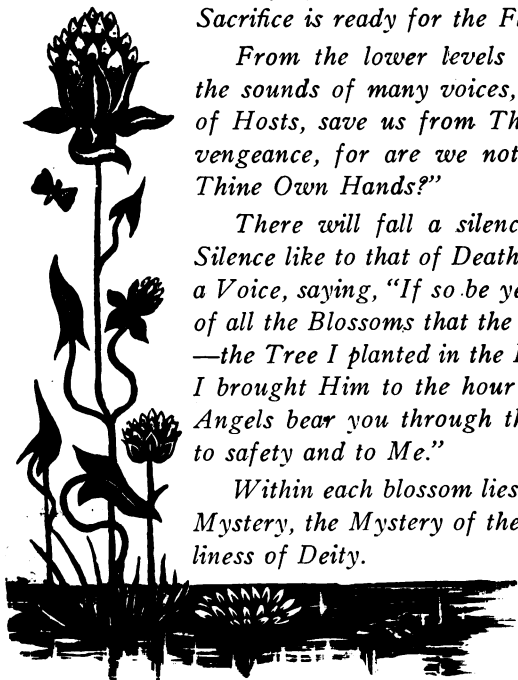 Sacrifice is ready for the
From the lower levels
the sounds of many voices,
of Hosts, save us from
vengeance, for are we not
Thine Own Hands?”
There will fall a
Silence like to that of Death
a Voice, saying, “If so be
of all the Blossoms that the
—the Tree I planted in the
I brought Him to the hour
Angels bear you through
to safety and to Me.”
Within each blossom lies
Mystery, the Mystery of the
liness of Deity.